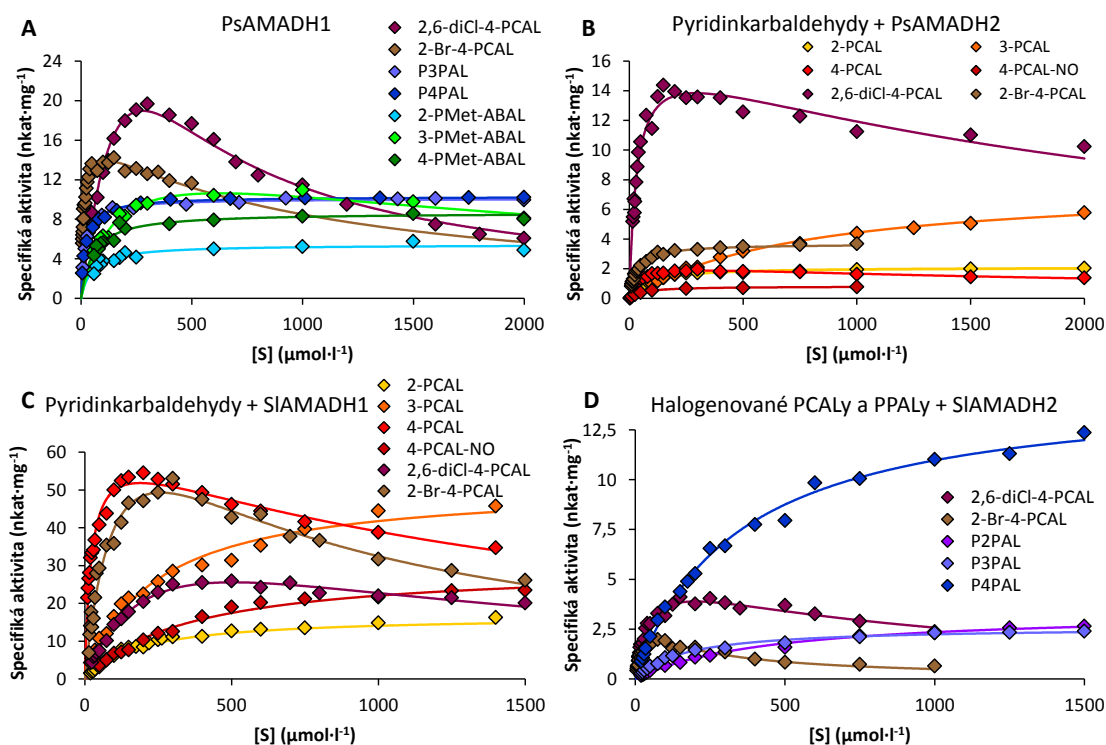 A
PsAMADH1
2,6-diCl-4-PCAL
2-Br-4-PCAL
P3PAL
P4PAL
2-PMet-ABAL
3-PMet-ABAL
4-PMet-ABAL
Specifiká aktivita (nkat·mg⁻¹)
24
20
16
12
8
4
0
0
500
1000
1500
2000
[S] (µmol·l⁻¹)
B
Pyridinkarbaldehydy + PsAMADH2
2-PCAL
3-PCAL
4-PCAL
4-PCAL-NO
2,6-diCl-4-PCAL
2-Br-4-PCAL
Specifiká aktivita (nkat·mg⁻¹)
16
14
12
10
8
6
4
2
0
0
500
1000
1500
2000
[S] (µmol·l⁻¹)
C
Pyridinkarbaldehydy + SlAMADH1
2-PCAL
3-PCAL
4-PCAL
4-PCAL-NO
2,6-diCl-4-PCAL
2-Br-4-PCAL
Specifiká aktivita (nkat·mg⁻¹)
60
50
40
30
20
10
0
0
500
1000
1500
[S] (µmol·l⁻¹)
D
Halogenované PCALy a PPALy + SlAMADH2
2,6-diCl-4-PCAL
2-Br-4-PCAL
P2PAL
P3PAL
P4PAL
Specifiká aktivita (nkat·mg⁻¹)
12,5
10
7,5
5
2,5
0
0
500
1000
1500
[S] (µmol·l⁻¹)